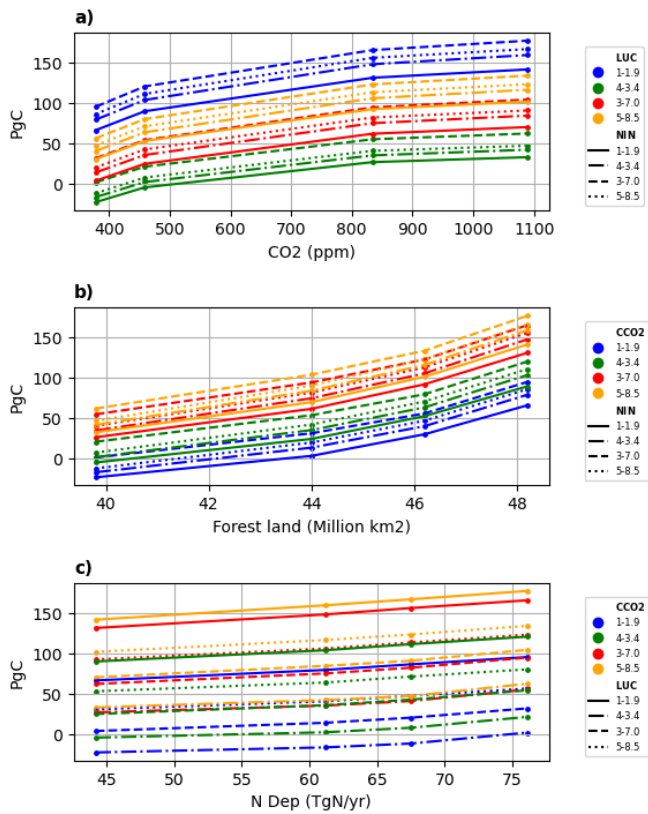 a)
PgC
150
100
50
0
400 500 600 700 800 900 1000 1100
CO2 (ppm)
LUC
1-1.9
4-3.4
3-7.0
5-8.5
NIN
1-1.9
4-3.4
3-7.0
5-8.5
b)
PgC
150
100
50
0
40 42 44 46 48
Forest land (Million km2)
CCO2
1-1.9
4-3.4
3-7.0
5-8.5
NIN
1-1.9
4-3.4
3-7.0
5-8.5
c)
PgC
150
100
50
0
45 50 55 60 65 70 75
N Dep (TgN/yr)
CCO2
1-1.9
4-3.4
3-7.0
5-8.5
LUC
1-1.9
4-3.4
3-7.0
5-8.5